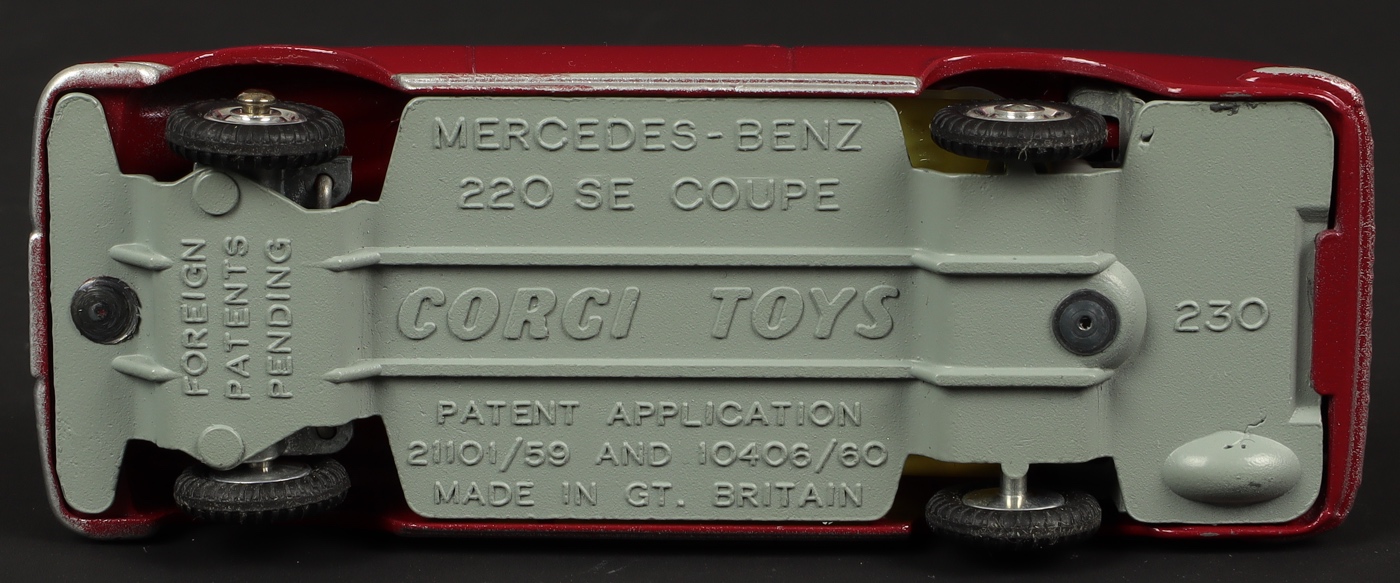 MERCEDES-BENZ
220 SE COUPE
FOREIGN
PATENTS
PENDING
CORGI TOYS
230
PATENT APPLICATION
21101/59 AND 10406/60
MADE IN GT. BRITAIN